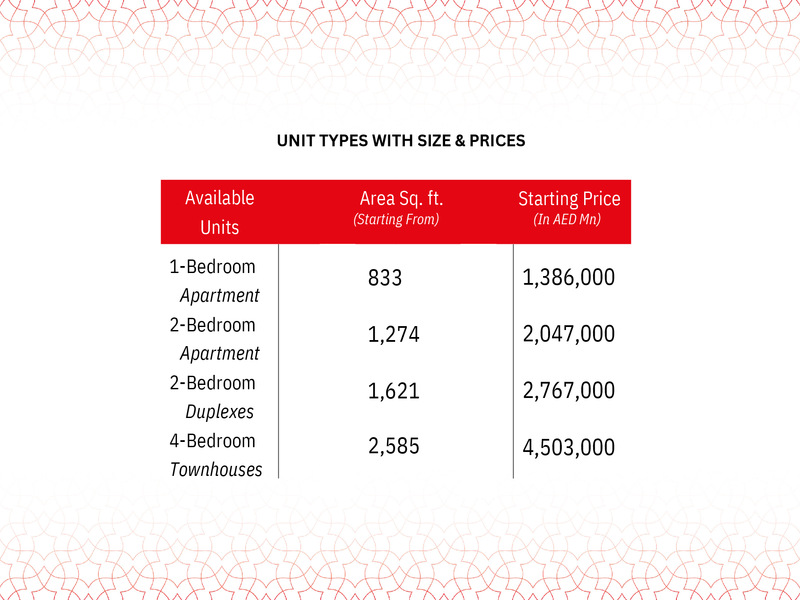 UNIT TYPES WITH SIZE & PRICES
Available Units
Area Sq. ft.
(Starting From)
Starting Price
(In AED Mn)
1-Bedroom
Apartment
833
1,386,000
2-Bedroom
Apartment
1,274
2,047,000
2-Bedroom
Duplexes
1,621
2,767,000
4-Bedroom
Townhouses
2,585
4,503,000